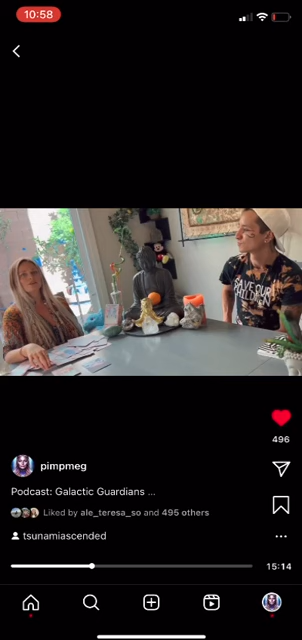 10:58
SAVE OUR
CHILDREN
496
pimpmeg
Podcast: Galactic Guardians ...
Liked by ale_teresa_so and 495 others
tsunamiascended
15:14